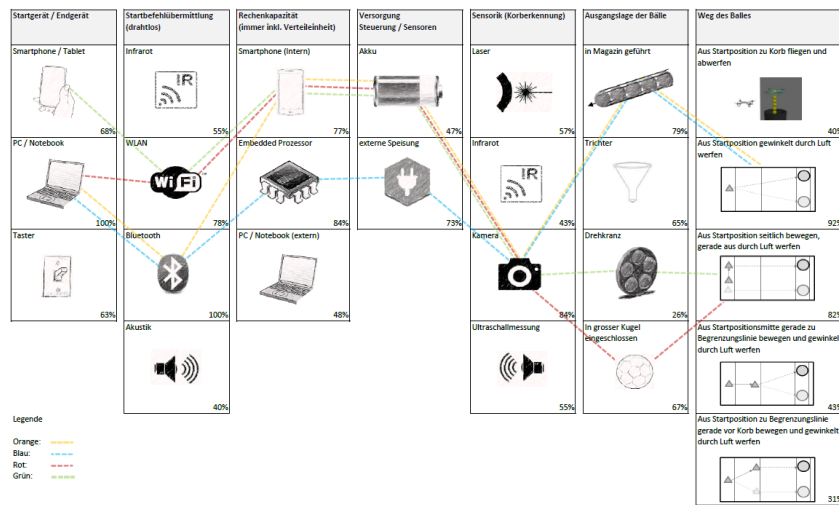 Startgerät / Endgerät
Startbefehlübermittlung
(drahtlos)
Rechenkapazität
(immer inkl. Verteileinheit)
Versorgung
Steuerung / Sensoren
Sensorik (Korberkennung)
Ausgangslage der Bälle
Weg des Balles
Smartphone / Tablet
68%
Infrarot
IR
55%
Smartphone (Intern)
77%
Akku
47%
Laser
57%
in Magazin geführt
79%
Aus Startposition zu Korb fliegen und
abwerfen
40%
PC / Notebook
100%
WLAN
WiFi
78%
Embedded Prozessor
84%
externe Speisung
73%
Infrarot
IR
43%
Trichter
65%
Aus Startposition gewinkelt durch Luft
werfen
92%
Taster
63%
Bluetooth
100%
PC / Notebook (extern)
48%
Kamera
84%
Drehkranz
26%
Aus Startposition seitlich bewegen,
gerade aus durch Luft werfen
82%
Akustik
40%
Ultraschallmessung
55%
In grosser Kugel
eingeschlossen
67%
Aus Startpositionsmitte gerade zu
Begrenzungslinie bewegen und gewinkelt
durch Luft werfen
43%
Aus Startposition zu Begrenzungslinie
gerade vor Korb bewegen und gewinkelt
durch Luft werfen
31%
Legende
Orange:
Blau:
Rot:
Grün: